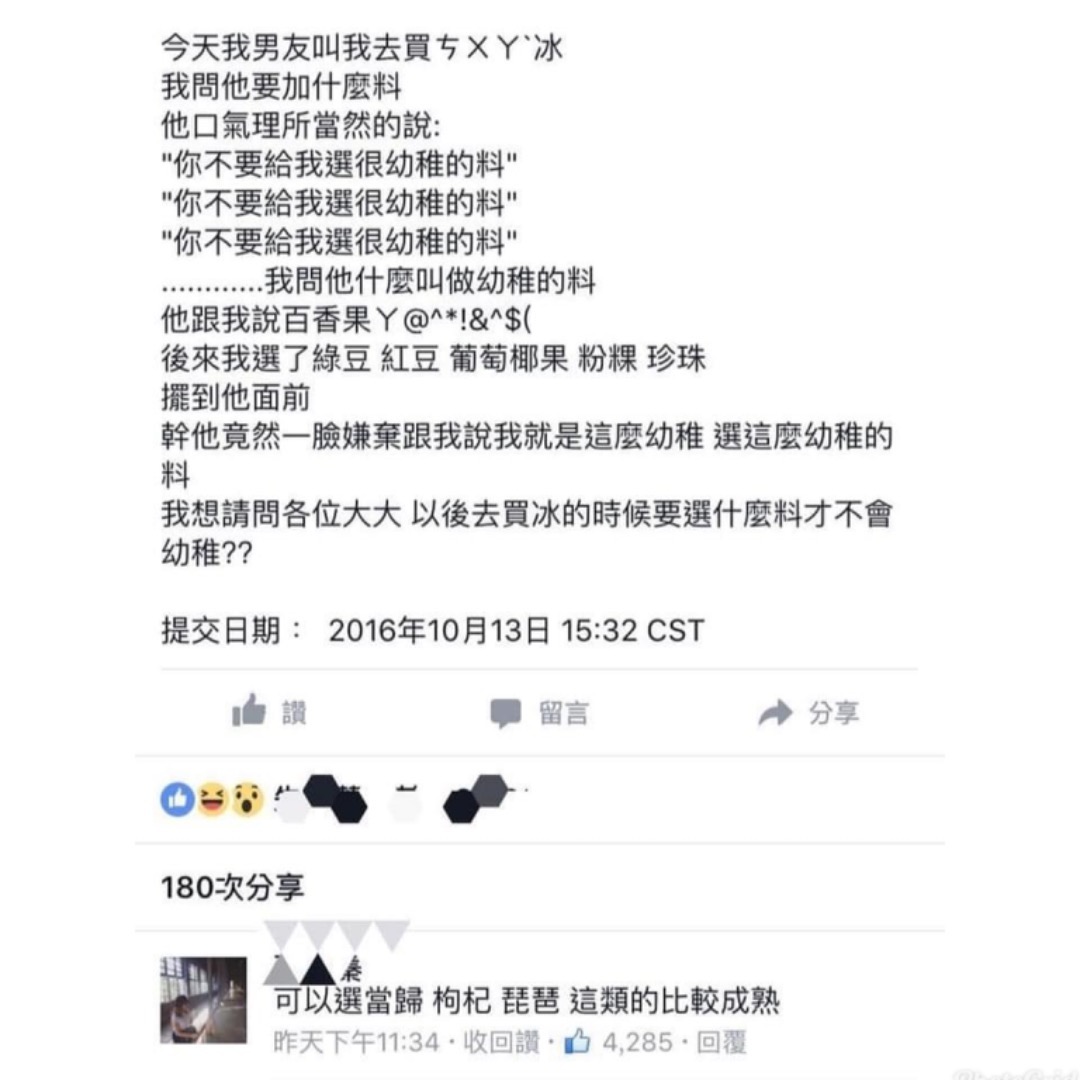 今天我男友叫我去買ㄘㄨㄚˋ冰
我問他要加什麼料
他口氣理所當然的說:
"你不要給我選很幼稚的料"
"你不要給我選很幼稚的料"
"你不要給我選很幼稚的料"
............我問他什麼叫做幼稚的料
他跟我說百香果ㄚ@^*!&^$(
後來我選了綠豆 紅豆 葡萄椰果 粉粿 珍珠
擺到他面前
幹他竟然一臉嫌棄跟我說我就是這麼幼稚 選這麼幼稚的
料
我想請問各位大大 以後去買冰的時候要選什麼料才不會
幼稚??
提交日期： 2016年10月13日 15:32 CST
讚 留言 分享
180次分享
可以選當歸 枸杞 琵琶 這類的比較成熟
昨天下午11:34 · 收回讚 · 4,285 · 回覆